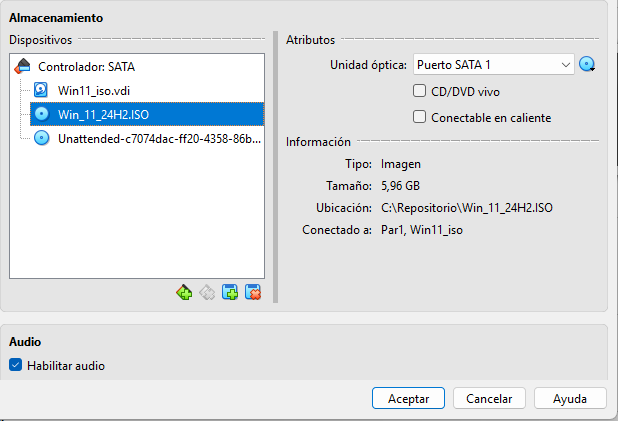 Almacenamiento
Dispositivos
Controlador: SATA
Win11_iso.vdi
Win_11_24H2.ISO
Unattended-c7074dac-ff20-4358-86b...
Atributos
Unidad óptica: Puerto SATA 1
CD/DVD vivo
Conectable en caliente
Información
Tipo: Imagen
Tamaño: 5,96 GB
Ubicación: C:\Repositorio\Win_11_24H2.ISO
Conectado a: Par1, Win11_iso
Audio
Habilitar audio
Aceptar Cancelar Ayuda